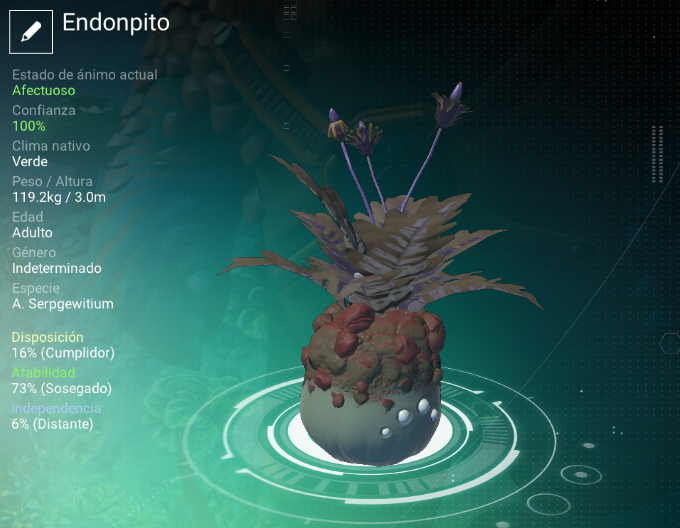 Endonpito
Estado de ánimo actual
Afectuoso
Confianza
100%
Clima nativo
Verde
Peso / Altura
119.2kg / 3.0m
Edad
Adulto
Género
Indeterminado
Especie
A. Serpgewitium
Disposición
16% (Cumplidor)
Afabilidad
73% (Sosegado)
Independencia
6% (Distante)